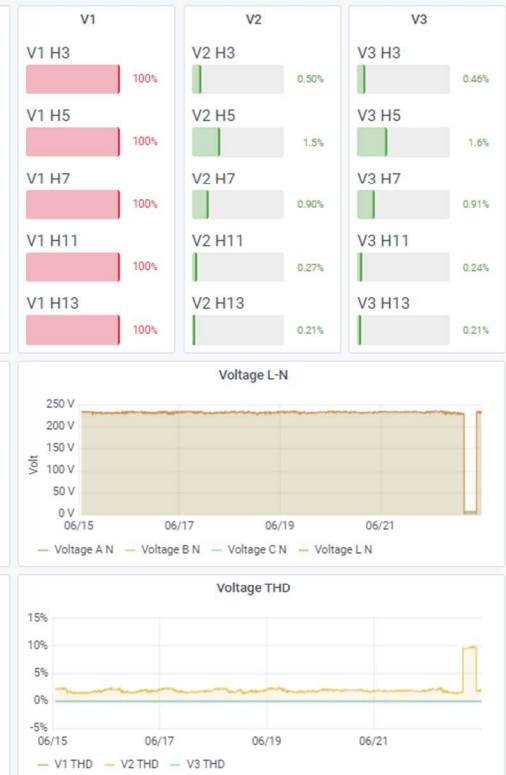 V1
V1 H3
100%
V1 H5
100%
V1 H7
100%
V1 H11
100%
V1 H13
100%
V2
V2 H3
0.50%
V2 H5
1.5%
V2 H7
0.90%
V2 H11
0.27%
V2 H13
0.21%
V3
V3 H3
0.46%
V3 H5
1.6%
V3 H7
0.91%
V3 H11
0.24%
V3 H13
0.21%
Voltage L-N
Volt
250 V
200 V
150 V
100 V
50 V
0 V
06/15 06/17 06/19 06/21
Voltage A N Voltage B N Voltage C N Voltage L N
Voltage THD
15%
10%
5%
0%
-5%
06/15 06/17 06/19 06/21
V1 THD V2 THD V3 THD